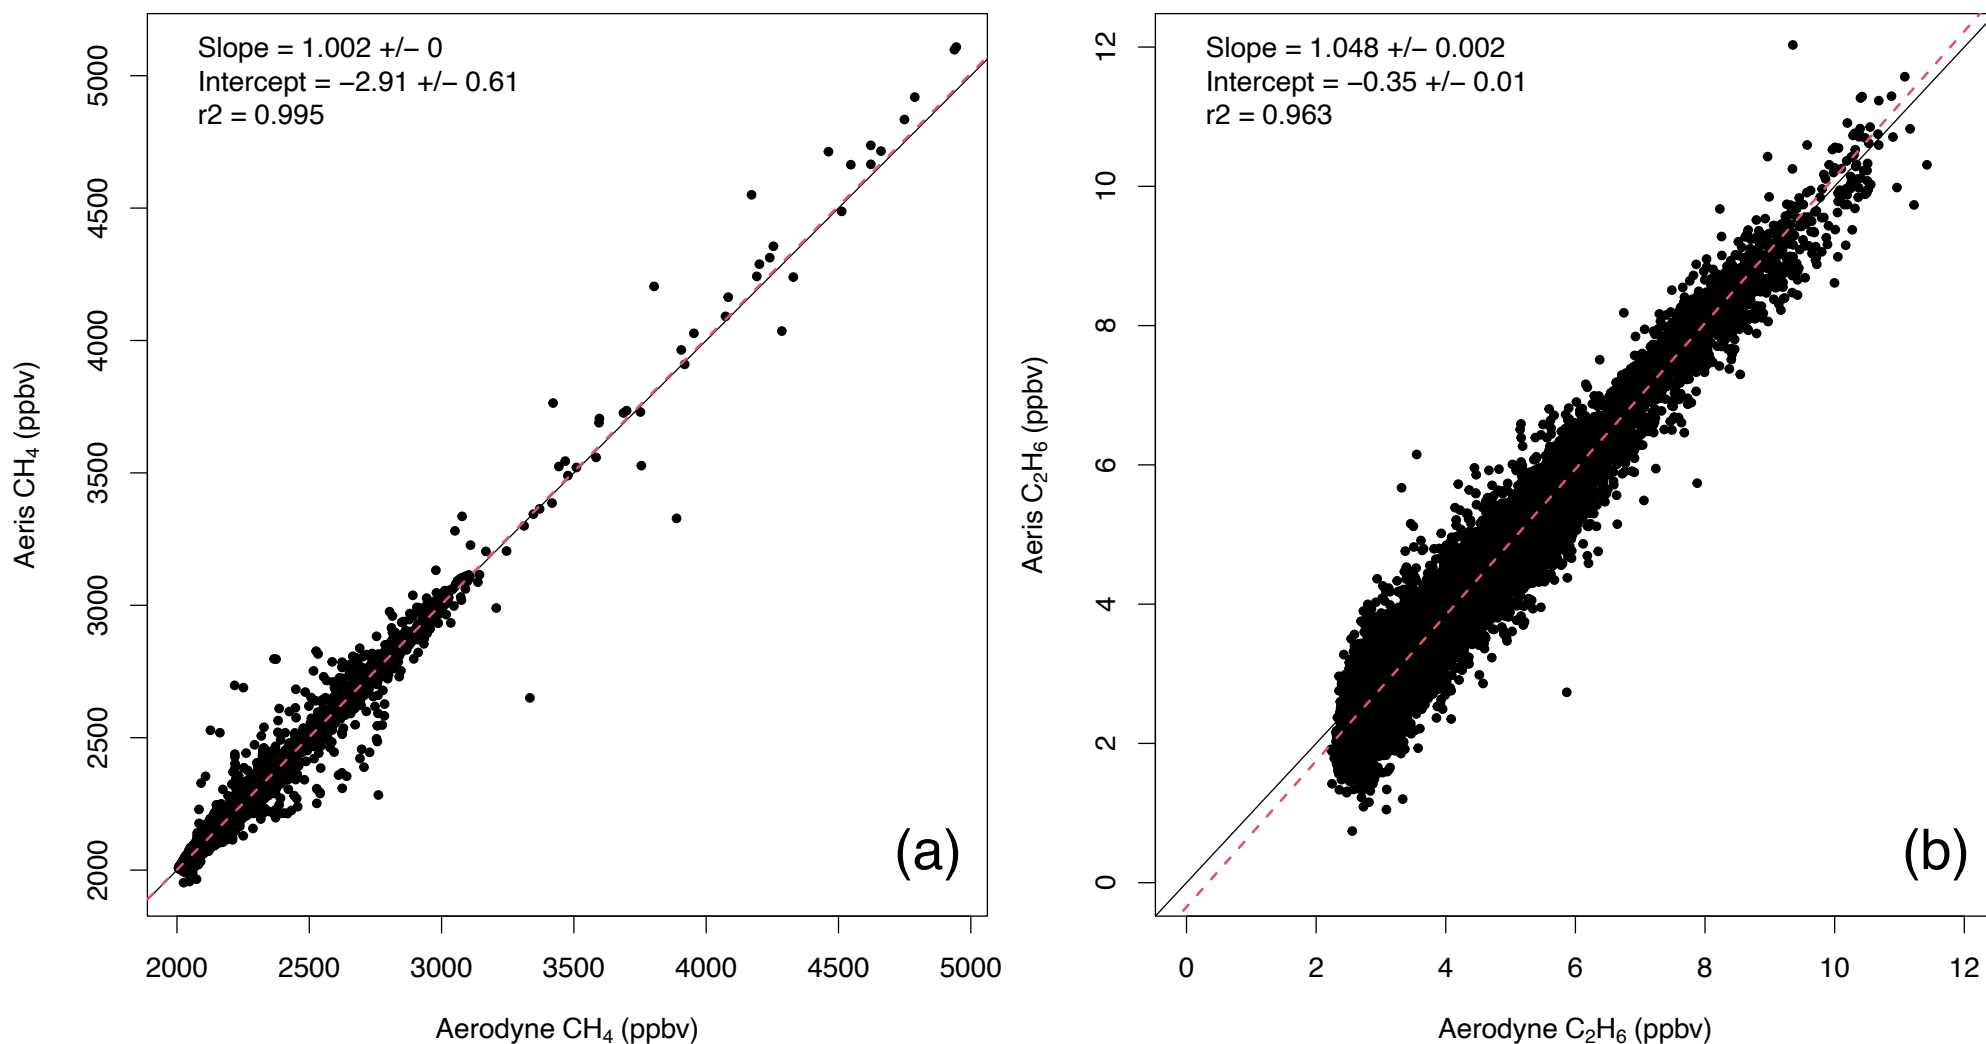 Slope = 1.002 +/− 0
Intercept = −2.91 +/− 0.61
r2 = 0.995
5000
4500
4000
3500
3000
2500
2000
Aeris CH₄ (ppbv)
(a)
2000 2500 3000 3500 4000 4500 5000
Aerodyne CH₄ (ppbv)
Slope = 1.048 +/− 0.002
Intercept = −0.35 +/− 0.01
r2 = 0.963
12
10
8
6
4
2
0
Aeris C₂H₆ (ppbv)
(b)
0 2 4 6 8 10 12
Aerodyne C₂H₆ (ppbv)